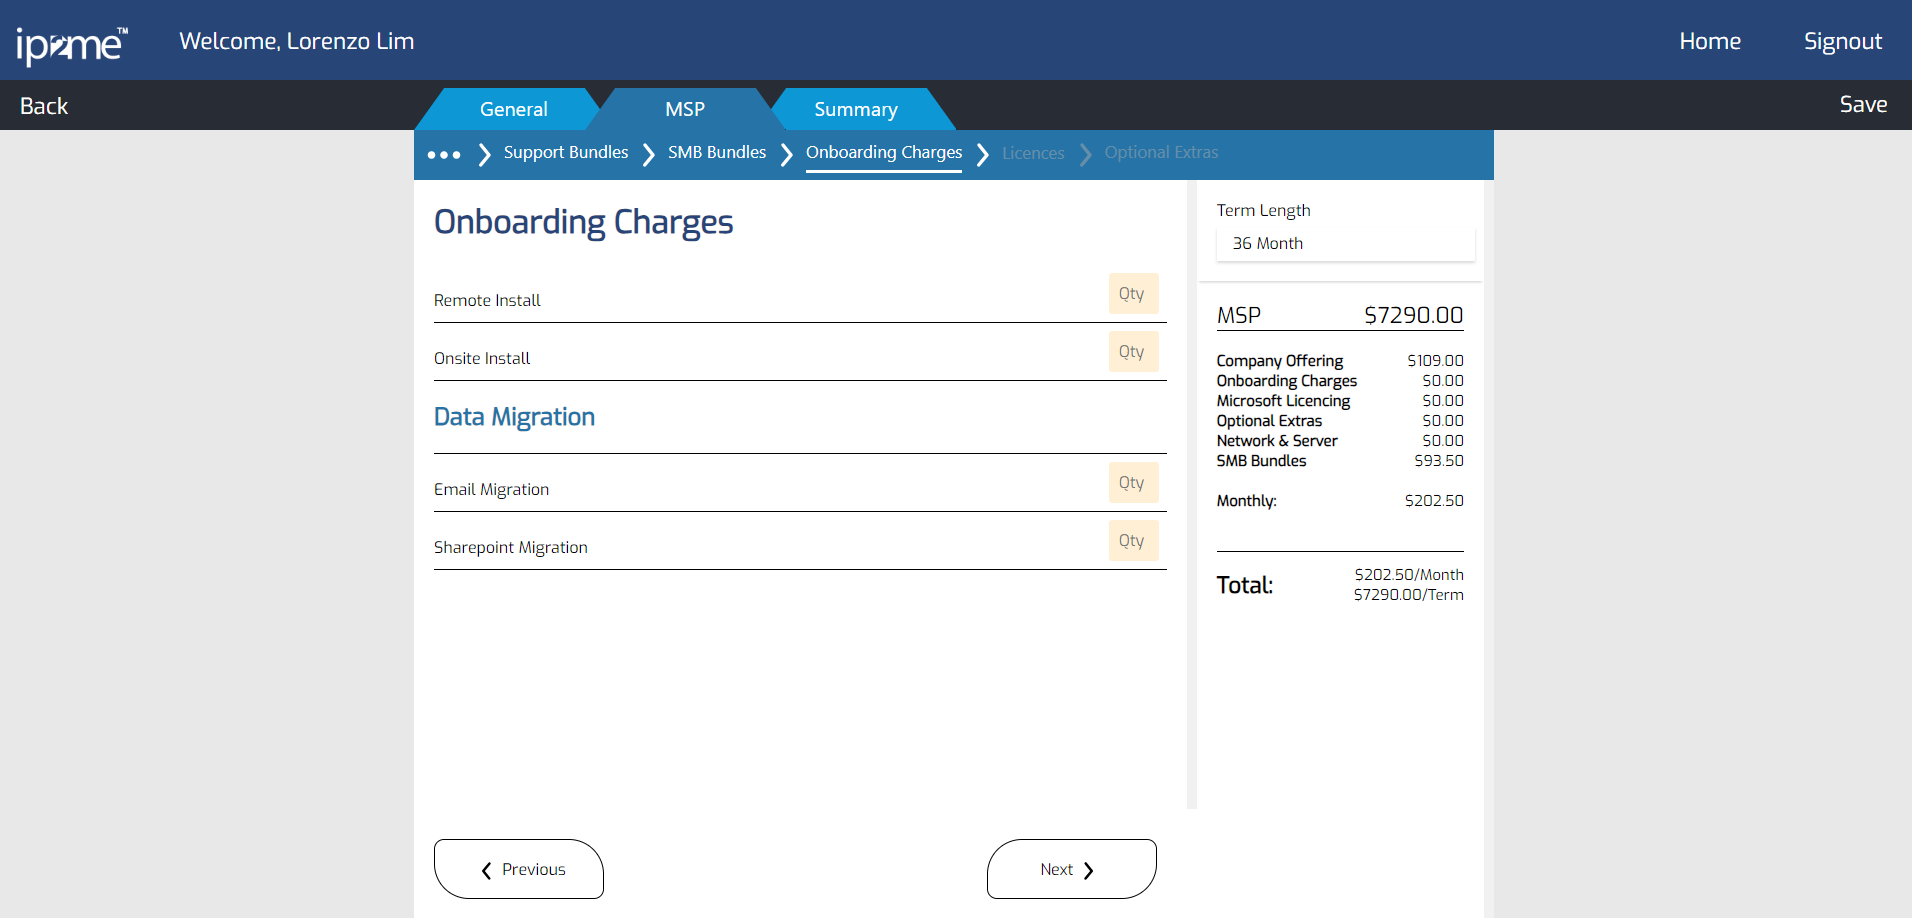 ip2me™
Welcome, Lorenzo Lim
Home
Signout
Back
General
MSP
Summary
Save
Support Bundles
SMB Bundles
Onboarding Charges
Licences
Optional Extras
Onboarding Charges
Remote Install
Qty
Onsite Install
Qty
Data Migration
Email Migration
Qty
Sharepoint Migration
Qty
Previous
Next
Term Length
36 Month
MSP $7290.00
Company Offering $109.00
Onboarding Charges $0.00
Microsoft Licencing $0.00
Optional Extras $0.00
Network & Server $0.00
SMB Bundles $93.50
Monthly: $202.50
Total: $202.50/Month
$7290.00/Term